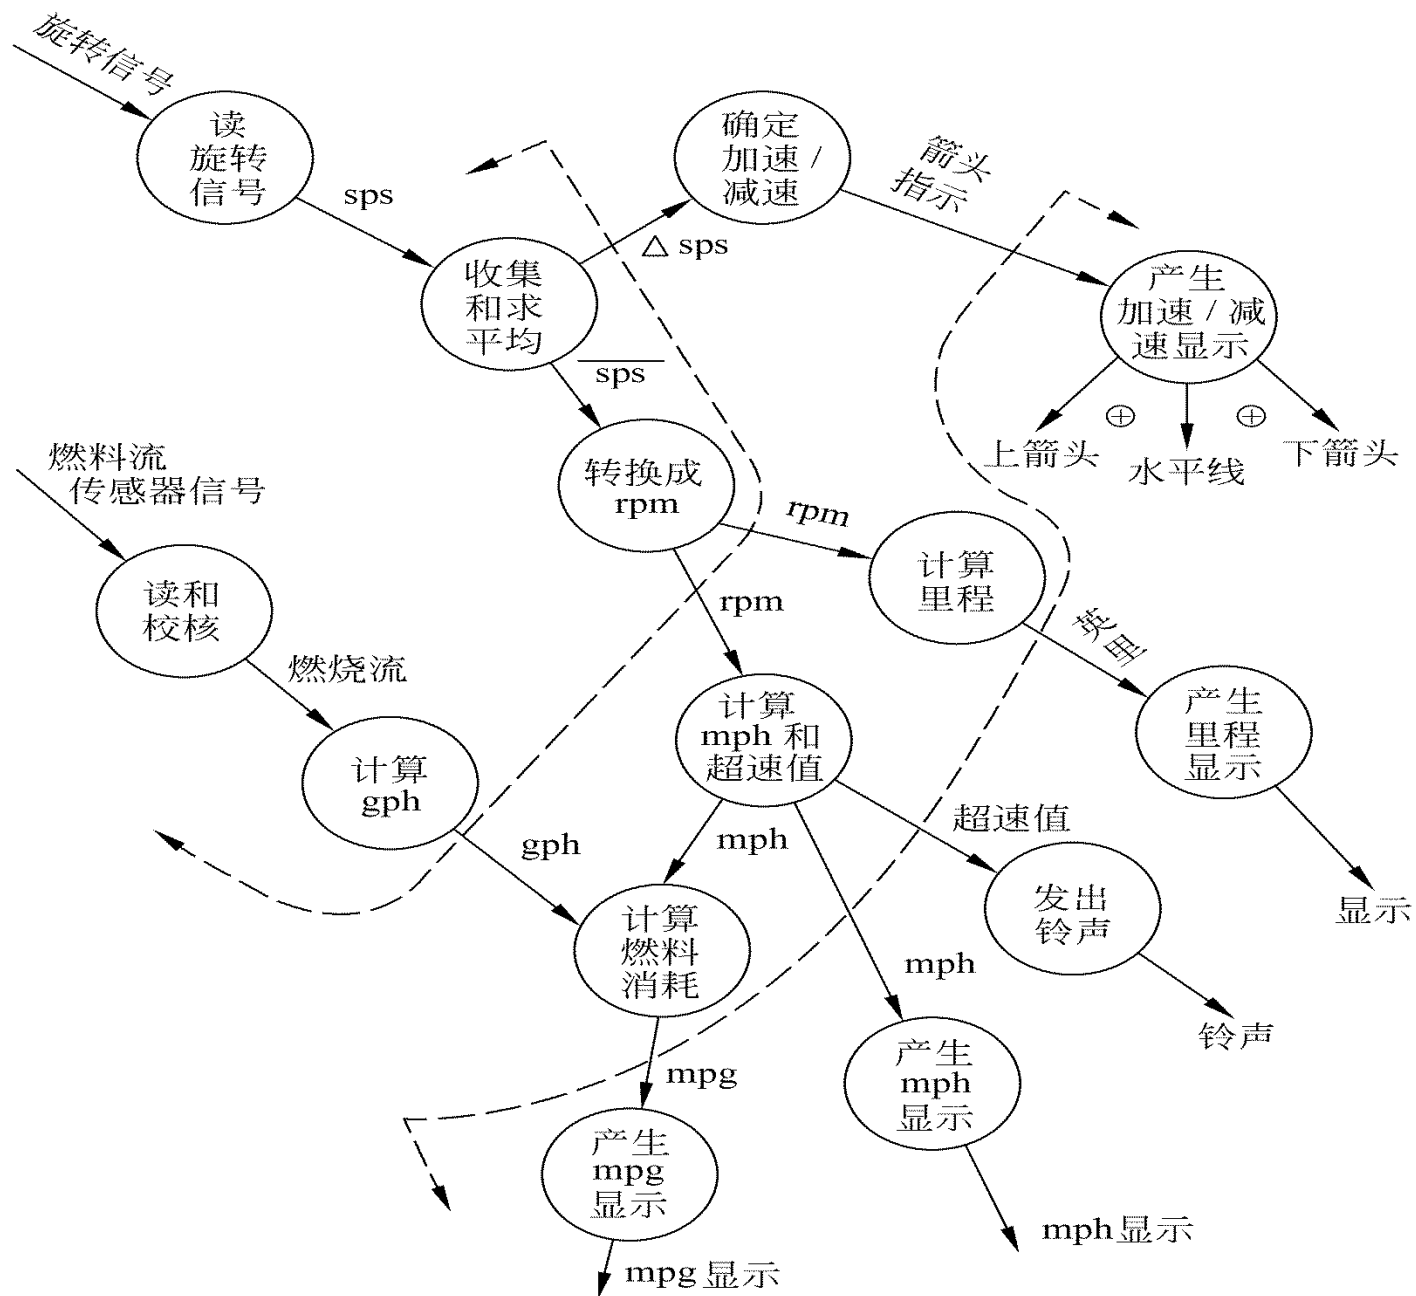 旋转信号
读
旋转
信号
sps
确定
加速/
减速
箭头
指示
△ sps
收集
和求
平均
sps
产生
加速/减
速显示
上箭头
水平线
下箭头
燃料流
传感器信号
转换成
rpm
rpm
计算
里程
rpm
英里
读和
校核
燃烧流
计算
mph 和
超速值
产生
里程
显示
计算
gph
gph
mph
超速值
发出
铃声
显示
计算
燃料
消耗
mph
铃声
产生
mph
显示
mpg
产生
mpg
显示
mph 显示
mpg 显示